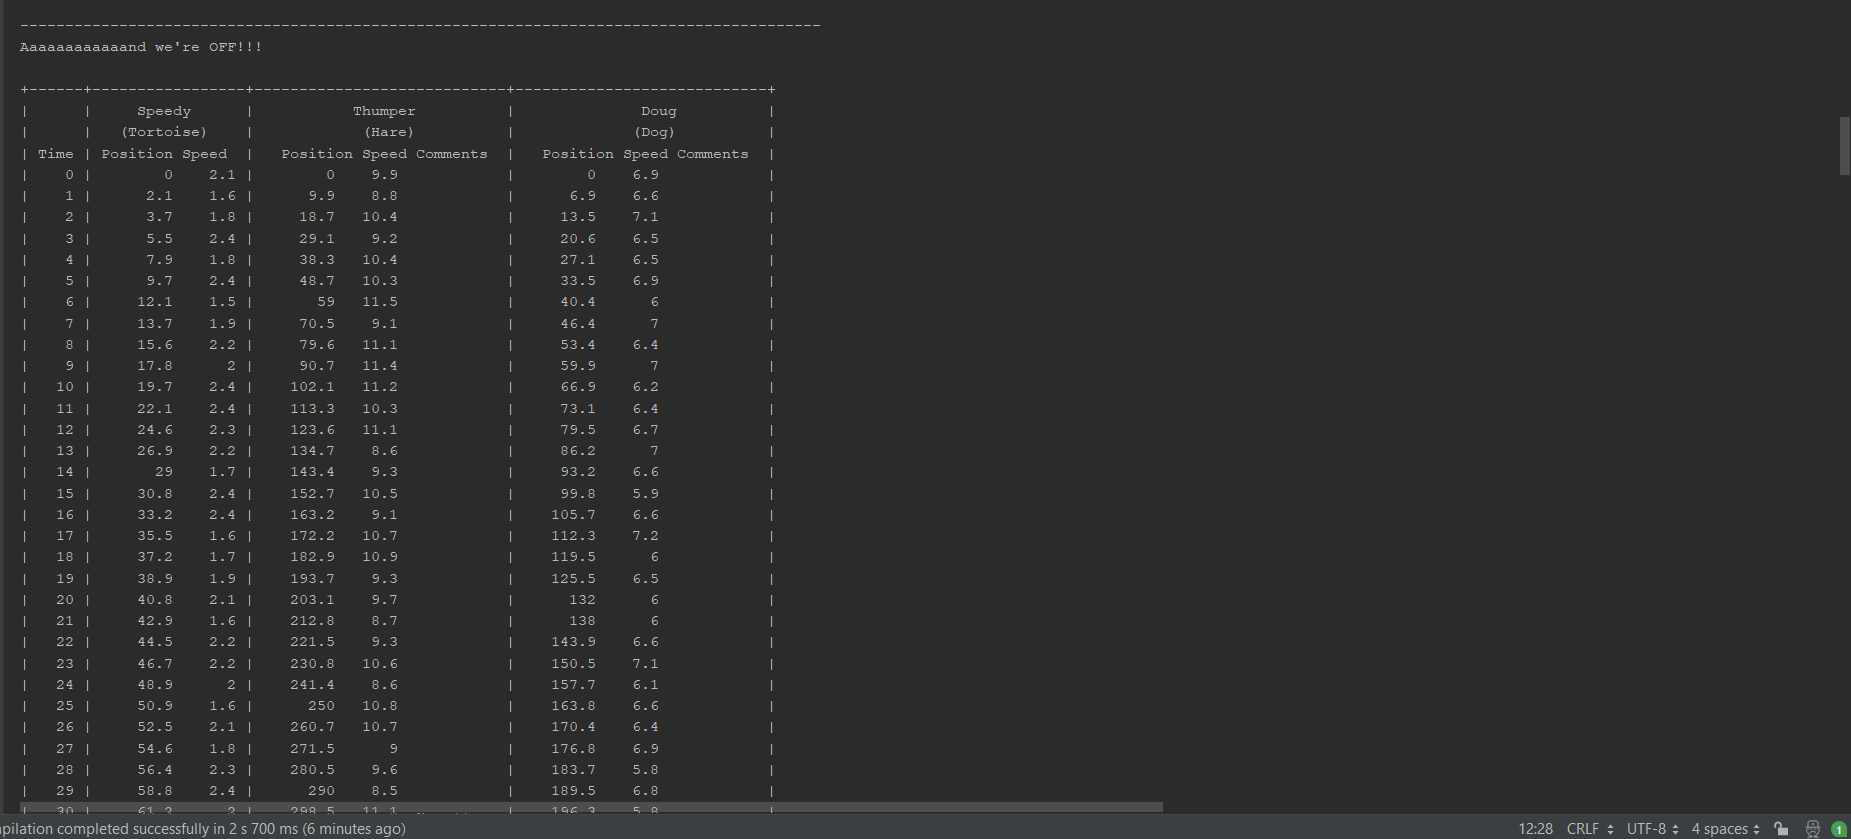 -----------------------------------------------------------------------------------------
Aaaaaaaaaaaand we're OFF!!!
+------+-----------------+----------------------------+----------------------------+
| | Speedy | Thumper | Doug |
| | (Tortoise) | (Hare) | (Dog) |
| Time | Position Speed | Position Speed Comments | Position Speed Comments |
| 0 | 0 2.1 | 0 9.9 | 0 6.9 |
| 1 | 2.1 1.6 | 9.9 8.8 | 6.9 6.6 |
| 2 | 3.7 1.8 | 18.7 10.4 | 13.5 7.1 |
| 3 | 5.5 2.4 | 29.1 9.2 | 20.6 6.5 |
| 4 | 7.9 1.8 | 38.3 10.4 | 27.1 6.5 |
| 5 | 9.7 2.4 | 48.7 10.3 | 33.5 6.9 |
| 6 | 12.1 1.5 | 59 11.5 | 40.4 6 |
| 7 | 13.7 1.9 | 70.5 9.1 | 46.4 7 |
| 8 | 15.6 2.2 | 79.6 11.1 | 53.4 6.4 |
| 9 | 17.8 2 | 90.7 11.4 | 59.9 7 |
| 10 | 19.7 2.4 | 102.1 11.2 | 66.9 6.2 |
| 11 | 22.1 2.4 | 113.3 10.3 | 73.1 6.4 |
| 12 | 24.6 2.3 | 123.6 11.1 | 79.5 6.7 |
| 13 | 26.9 2.2 | 134.7 8.6 | 86.2 7 |
| 14 | 29 1.7 | 143.4 9.3 | 93.2 6.6 |
| 15 | 30.8 2.4 | 152.7 10.5 | 99.8 5.9 |
| 16 | 33.2 2.4 | 163.2 9.1 | 105.7 6.6 |
| 17 | 35.5 1.6 | 172.2 10.7 | 112.3 7.2 |
| 18 | 37.2 1.7 | 182.9 10.9 | 119.5 6 |
| 19 | 38.9 1.9 | 193.7 9.3 | 125.5 6.5 |
| 20 | 40.8 2.1 | 203.1 9.7 | 132 6 |
| 21 | 42.9 1.6 | 212.8 8.7 | 138 6 |
| 22 | 44.5 2.2 | 221.5 9.3 | 143.9 6.6 |
| 23 | 46.7 2.2 | 230.8 10.6 | 150.5 7.1 |
| 24 | 48.9 2 | 241.4 8.6 | 157.7 6.1 |
| 25 | 50.9 1.6 | 250 10.8 | 163.8 6.6 |
| 26 | 52.5 2.1 | 260.7 10.7 | 170.4 6.4 |
| 27 | 54.6 1.8 | 271.5 9 | 176.8 6.9 |
| 28 | 56.4 2.3 | 280.5 9.6 | 183.7 5.8 |
| 29 | 58.8 2.4 | 290 8.5 | 189.5 6.8 |
| 30 | 61.2 2 | 298.5 11.1 | 196.3 5.8 |
pilation completed successfully in 2 s 700 ms (6 minutes ago) 12:28 CRLF UTF-8 4 spaces 1